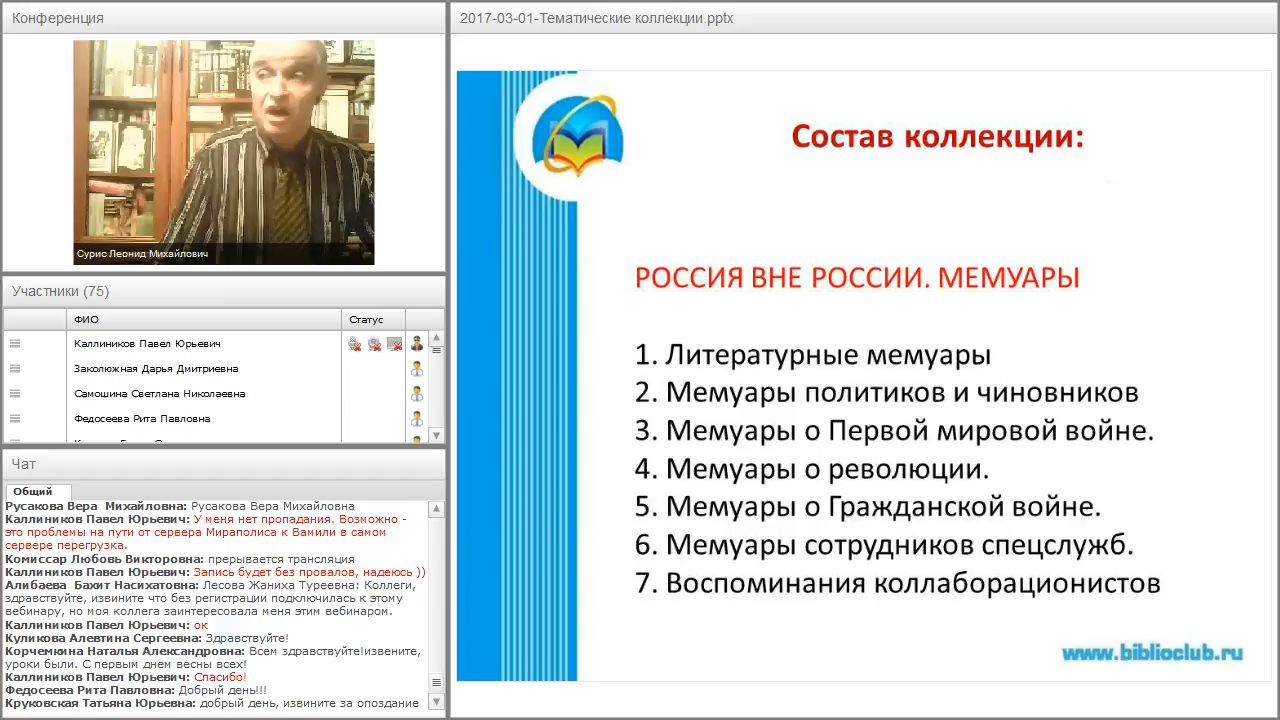 Конференция
Сурис Леонид Михайлович
Участники (75)
ФИО
Статус
Каллиников Павел Юрьевич
Заколюжная Дарья Дмитриевна
Самошина Светлана Николаевна
Федосеева Рита Павловна
Чат
Общий
Русакова Вера Михайловна: Русакова Вера Михайловна
Каллиников Павел Юрьевич: У меня нет пропадания. Возможно -
это проблемы на пути от сервера Мираполиса к Вамили в самом
сервере перегрузка.
Комиссар Любовь Викторовна: прерывается трансляция
Каллиников Павел Юрьевич: Запись будет без провалов, надеюсь ))
Алибаева Бахит Насихатовна: Лесова Жаниха Туреевна: Коллеги,
здравствуйте, извините что без регистрации подключилась к этому
вебинару, но моя коллега заинтересовала меня этим вебинаром.
Каллиников Павел Юрьевич: ок
Куликова Алевтина Сергеевна: Здравствуйте!
Корчемкина Наталья Александровна: Всем здравствуйте!извените,
уроки были. С первым днем весны всех!
Каллиников Павел Юрьевич: Спасибо!
Федосеева Рита Павловна: Добрый день!!!
Круковская Татьяна Юрьевна: добрый день, извините за опоздание
2017-03-01-Тематические коллекции.pptx
Состав коллекции:
РОССИЯ ВНЕ РОССИИ. МЕМУАРЫ
1. Литературные мемуары
2. Мемуары политиков и чиновников
3. Мемуары о Первой мировой войне.
4. Мемуары о революции.
5. Мемуары о Гражданской войне.
6. Мемуары сотрудников спецслужб.
7. Воспоминания коллаборационистов
www.biblioclub.ru